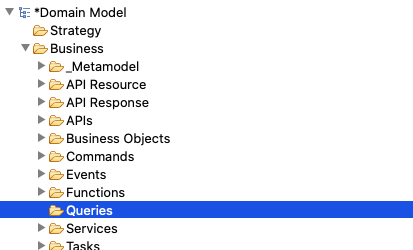 *Domain Model
Strategy
Business
_Metamodel
API Resource
API Response
APIs
Business Objects
Commands
Events
Functions
Queries
Services
Tasks